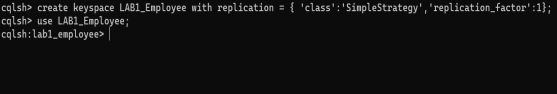 cqlsh> create keyspace LAB1_Employee with replication = { 'class':'SimpleStrategy','replication_factor':1};
cqlsh> use LAB1_Employee;
cqlsh:lab1_employee>